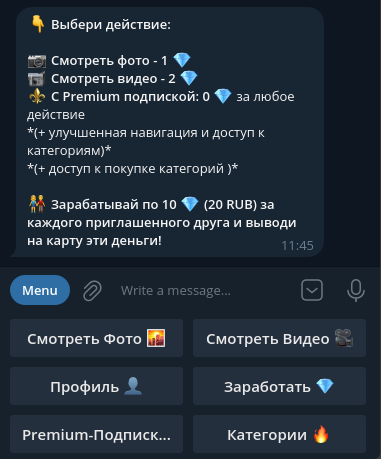 👇 Выбери действие:
📷 Смотреть фото - 1 💎
📹 Смотреть видео - 2 💎
⚜️ С Premium подпиской: 0 💎 за любое
действие
*(+ улучшенная навигация и доступ к
категориям)*
*(+ доступ к покупке категорий )*
👫 Зарабатывай по 10 💎 (20 RUB) за
каждого приглашенного друга и выводи
на карту эти деньги!
11:45
Menu
Write a message...
Смотреть Фото 🌇 Смотреть Видео 🎥
Профиль 👤 Заработать 💎
Premium-Подписк... Категории 🔥